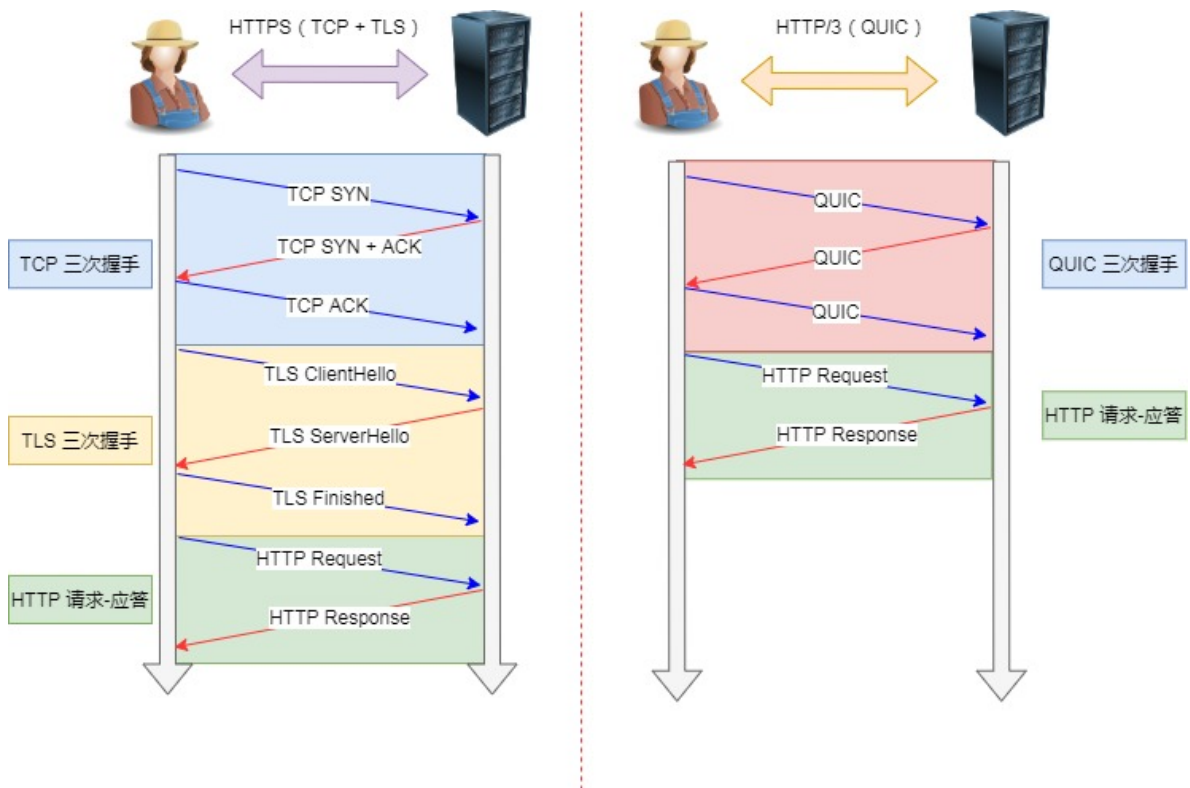 HTTPS（TCP + TLS）
TCP 三次握手
TCP SYN
TCP SYN + ACK
TCP ACK
TLS 三次握手
TLS ClientHello
TLS ServerHello
TLS Finished
HTTP 请求-应答
HTTP Request
HTTP Response
HTTP/3（QUIC）
QUIC
QUIC
QUIC
QUIC 三次握手
HTTP Request
HTTP Response
HTTP 请求-应答